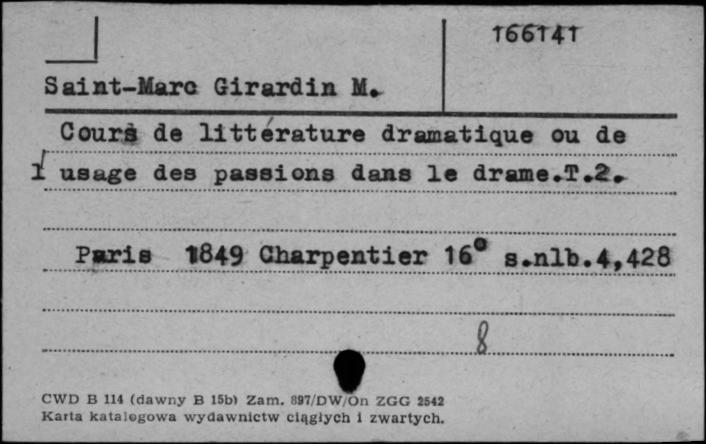 166141
Saint-Marc Girardin M.
Cours de littérature dramatique ou de
l'usage des passions dans le drame.T.2.
Paris 1849 Charpentier 16° s.nlb.4,428
8
CWD B 114 (dawny B 15b) Zam. 897/DW/On ZGG 2542
Karta katalogowa wydawnictw ciągłych i zwartych.